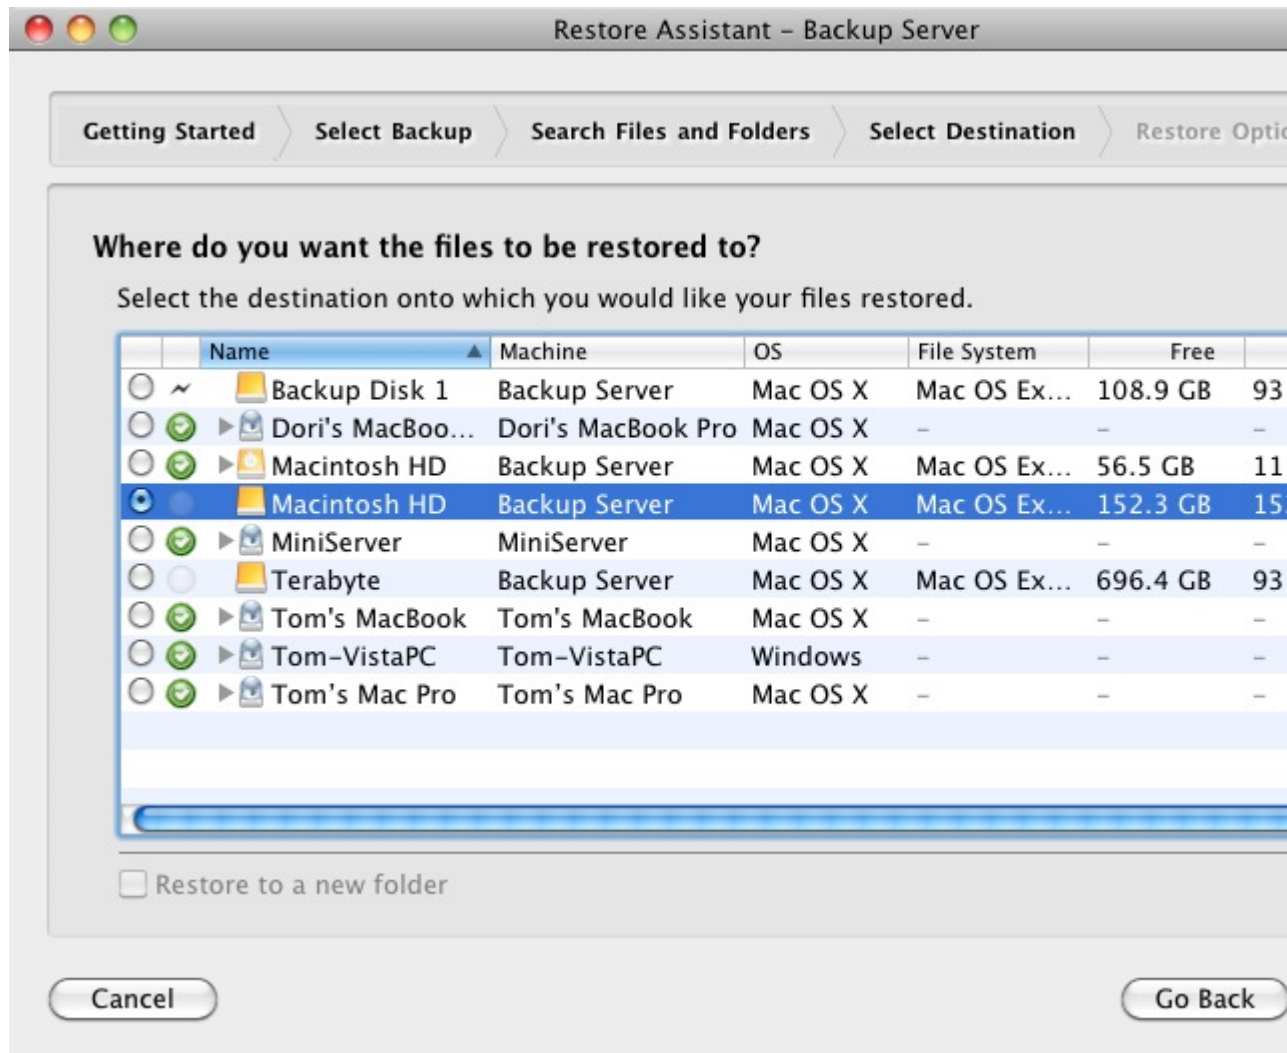 Restore Assistant – Backup Server
Getting Started Select Backup Search Files and Folders Select Destination Restore
Where do you want the files to be restored to?
Select the destination onto which you would like your files restored.
Name Machine OS File System Free
Backup Disk 1 Backup Server Mac OS X Mac OS Ex... 108.9 GB 93
Dori's MacBoo... Dori's MacBook Pro Mac OS X – – –
Macintosh HD Backup Server Mac OS X Mac OS Ex... 56.5 GB 11
Macintosh HD Backup Server Mac OS X Mac OS Ex... 152.3 GB 15
MiniServer MiniServer Mac OS X – – –
Terabyte Backup Server Mac OS X Mac OS Ex... 696.4 GB 93
Tom's MacBook Tom's MacBook Mac OS X – – –
Tom-VistaPC Tom-VistaPC Windows – – –
Tom's Mac Pro Tom's Mac Pro Mac OS X – – –
Restore to a new folder
Cancel Go Back